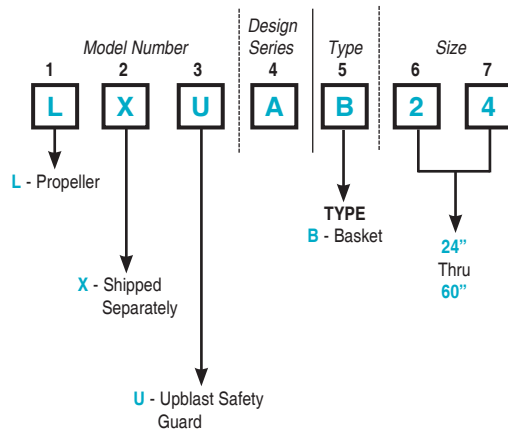 Model Number
Design
Series
Type
Size
1 2 3 4 5 6 7
L X U A B 2 4
L - Propeller
TYPE
B - Basket
24”
Thru
60”
X - Shipped
Separately
U - Upblast Safety
Guard